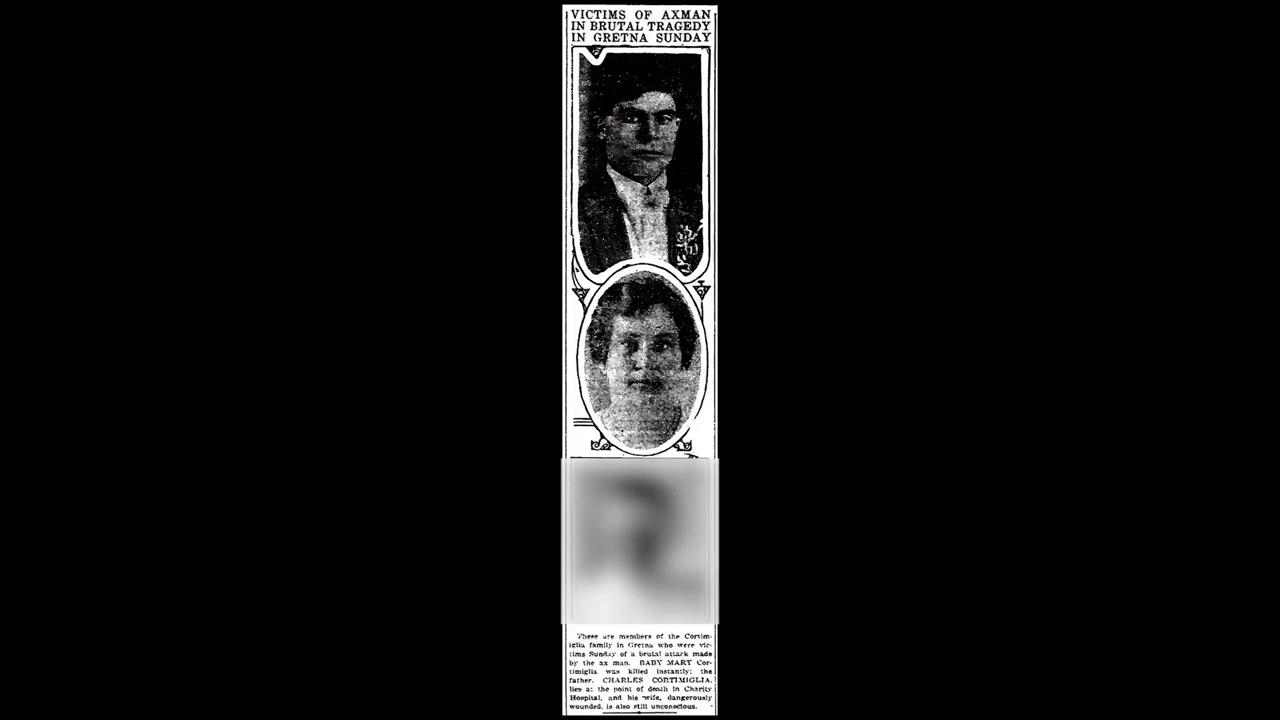 VICTIMS OF AXMAN
IN BRUTAL TRAGEDY
IN GRETNA SUNDAY
These are members of the Cortim-
iglia family in Gretna who were vic-
tims Sunday of a brutal attack made
by the ax man. BABY MARY Cor-
timiglia was killed instantly; the
father, CHARLES CORTIMIGLIA,
lies at the point of death in Charity
Hospital, and his wife, dangerously
wounded, is also still unconscious.